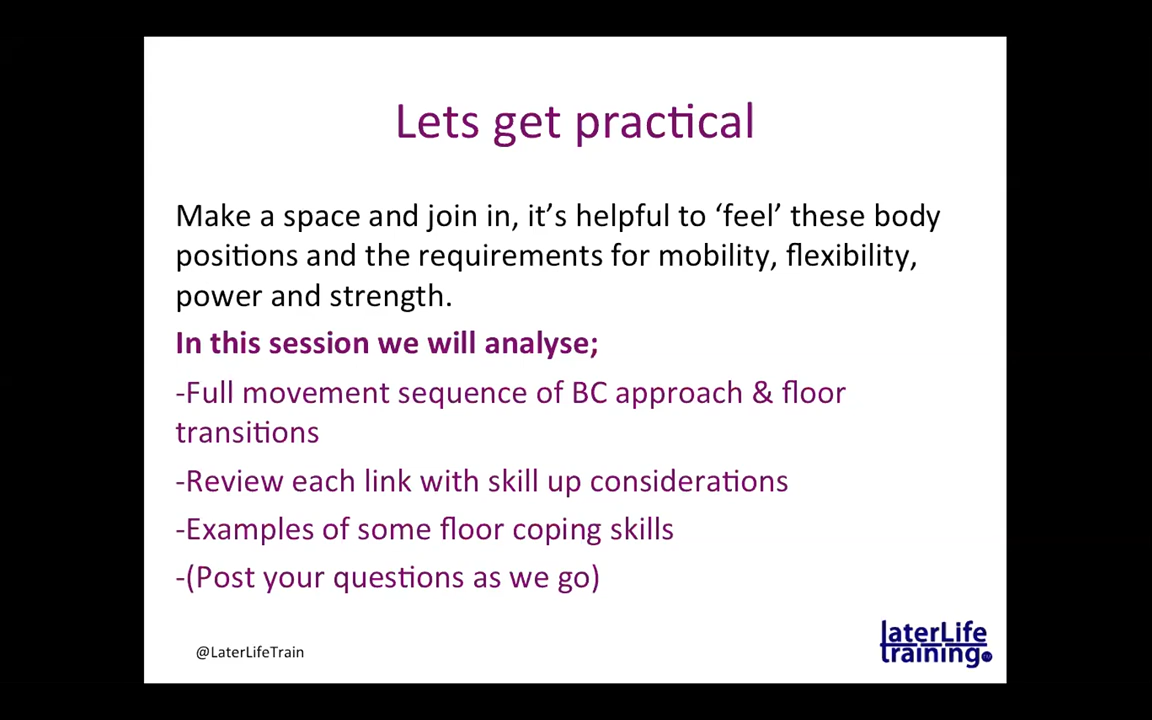 Lets get practical
Make a space and join in, it's helpful to 'feel' these body
positions and the requirements for mobility, flexibility,
power and strength.
In this session we will analyse;
-Full movement sequence of BC approach & floor
transitions
-Review each link with skill up considerations
-Examples of some floor coping skills
-(Post your questions as we go)
@LaterLifeTrain
laterLife
training